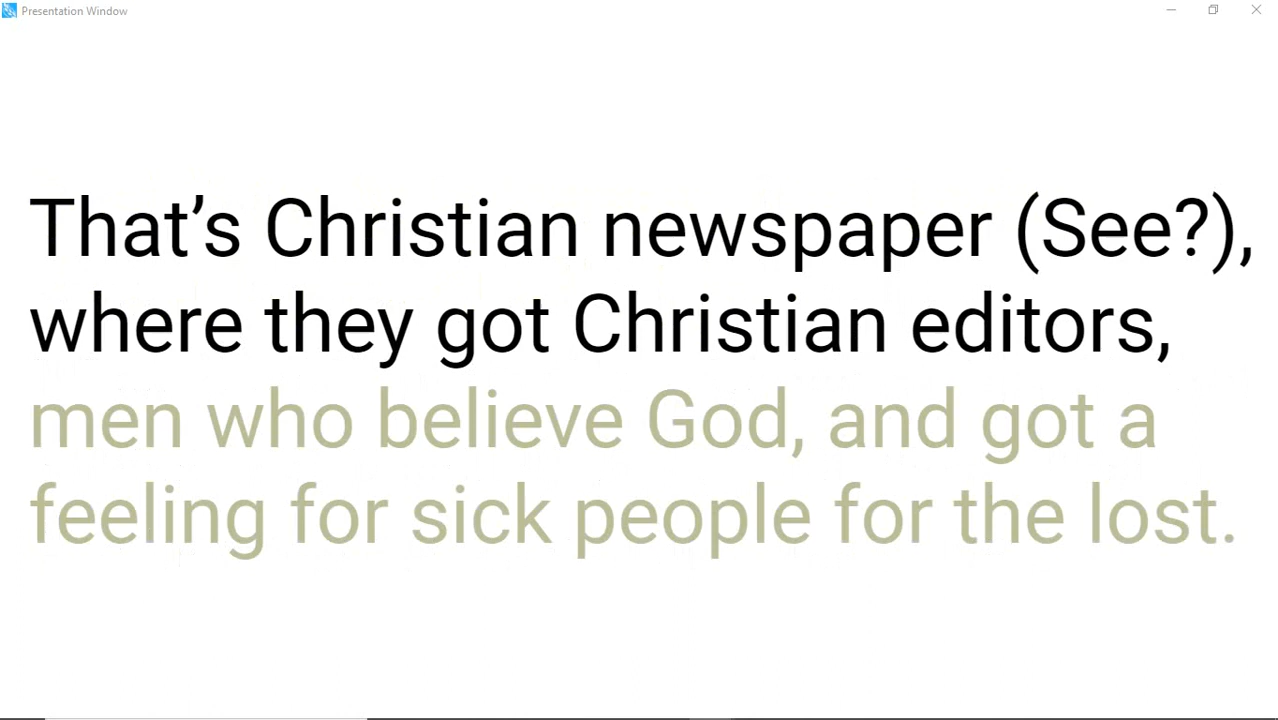 Presentation Window
That’s Christian newspaper (See?),
where they got Christian editors,
men who believe God, and got a
feeling for sick people for the lost.